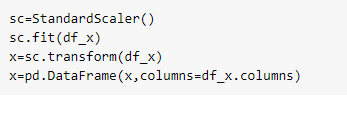 sc=StandardScaler()
sc.fit(df_x)
x=sc.transform(df_x)
x=pd.DataFrame(x,columns=df_x.columns)